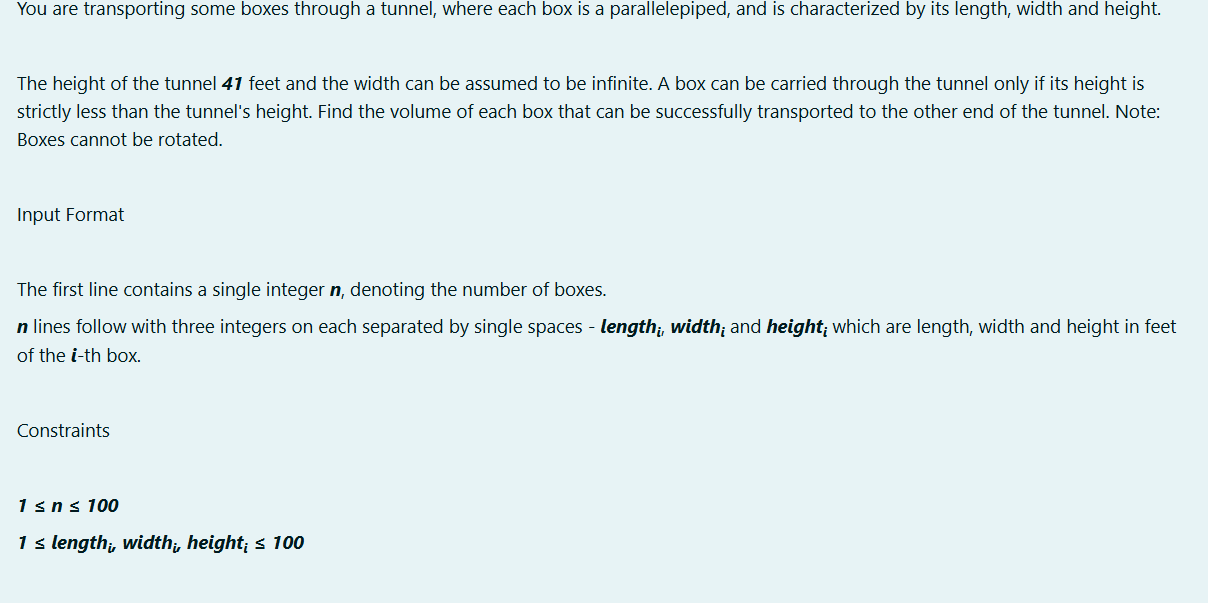 You are transporting some boxes through a tunnel, where each box is a parallelepiped, and is characterized by its length, width and height.
The height of the tunnel 41 feet and the width can be assumed to be infinite. A box can be carried through the tunnel only if its height is
strictly less than the tunnel's height. Find the volume of each box that can be successfully transported to the other end of the tunnel. Note:
Boxes cannot be rotated.
Input Format
The first line contains a single integer n, denoting the number of boxes.
n lines follow with three integers on each separated by single spaces - lengthi, widthi and heighti which are length, width and height in feet
of the i-th box.
Constraints
1 ≤ n ≤ 100
1 ≤ lengthi, widthi, heighti ≤ 100